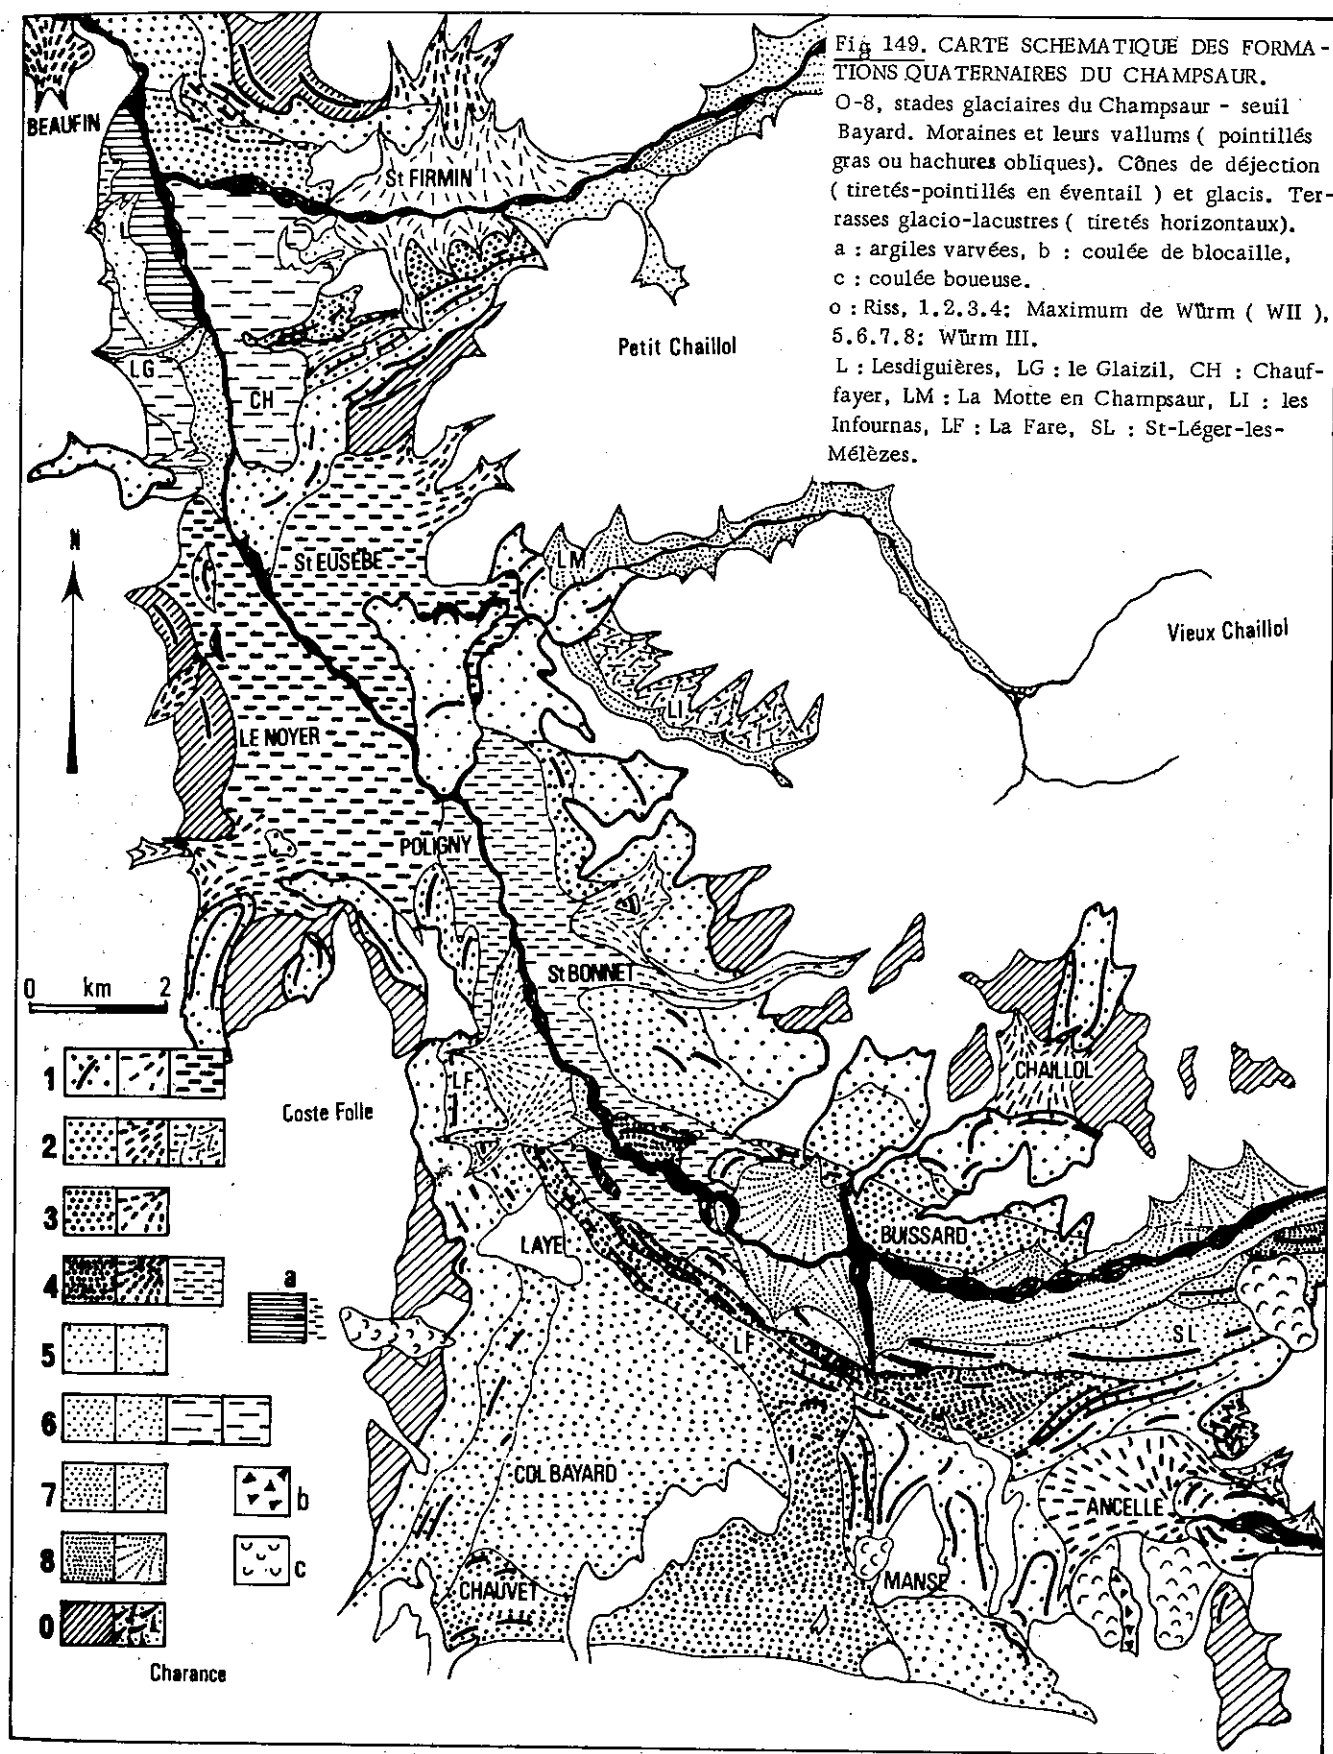 Fig 149. CARTE SCHEMATIQUE DES FORMA-
TIONS QUATERNAIRES DU CHAMPSAUR.
O-8, stades glaciaires du Champsaur - seuil
Bayard. Moraines et leurs vallums ( pointillés
gras ou hachures obliques). Cônes de déjection
( tiretés-pointillés en éventail ) et glacis. Ter-
rasses glacio-lacustres ( tiretés horizontaux).
a : argiles varvées, b : coulée de blocaille,
c : coulée boueuse.
o : Riss, 1.2.3.4: Maximum de Würm ( WII ),
5.6.7.8: Würm III.
L : Lesdiguières, LG : le Glaizil, CH : Chauf-
fayer, LM : La Motte en Champsaur, LI : les
Infournas, LF : La Fare, SL : St-Léger-les-
Mélèzes.
BEAUFIN
St FIRMIN
L
Petit Chaillol
LG
CH
N
St EUSEBE
LM
Vieux Chaillol
LI
LE NOYER
POLIGNY
St BONNET
0 km 2
CHAILLOL
LF
Coste Folle
1
2
3
4
a
5
6
7
b
8
c
0
LAYE
BUISSARD
LF
SL
COL BAYARD
ANCELLE
CHAUVET
MANSE
Charance